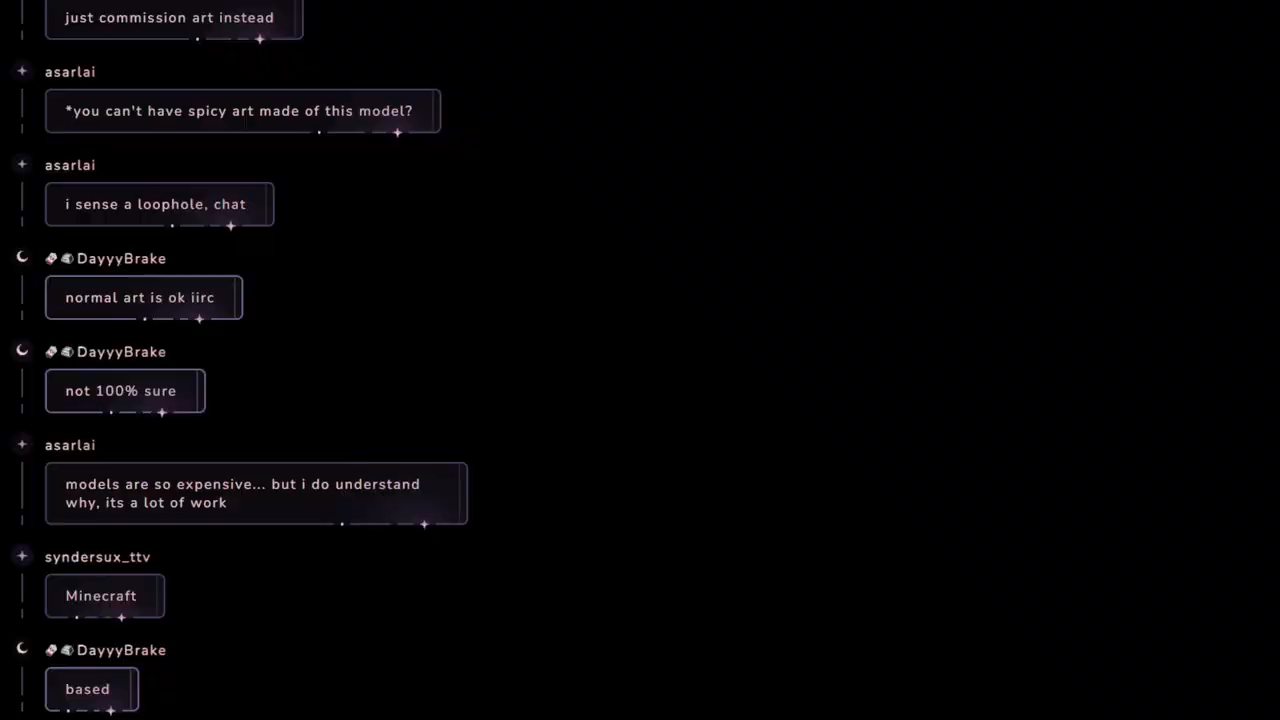 just commission art instead
asarlai
*you can't have spicy art made of this model?
asarlai
i sense a loophole, chat
DayyyBrake
normal art is ok iirc
DayyyBrake
not 100% sure
asarlai
models are so expensive... but i do understand
why, its a lot of work
syndersux_ttv
Minecraft
DayyyBrake
based